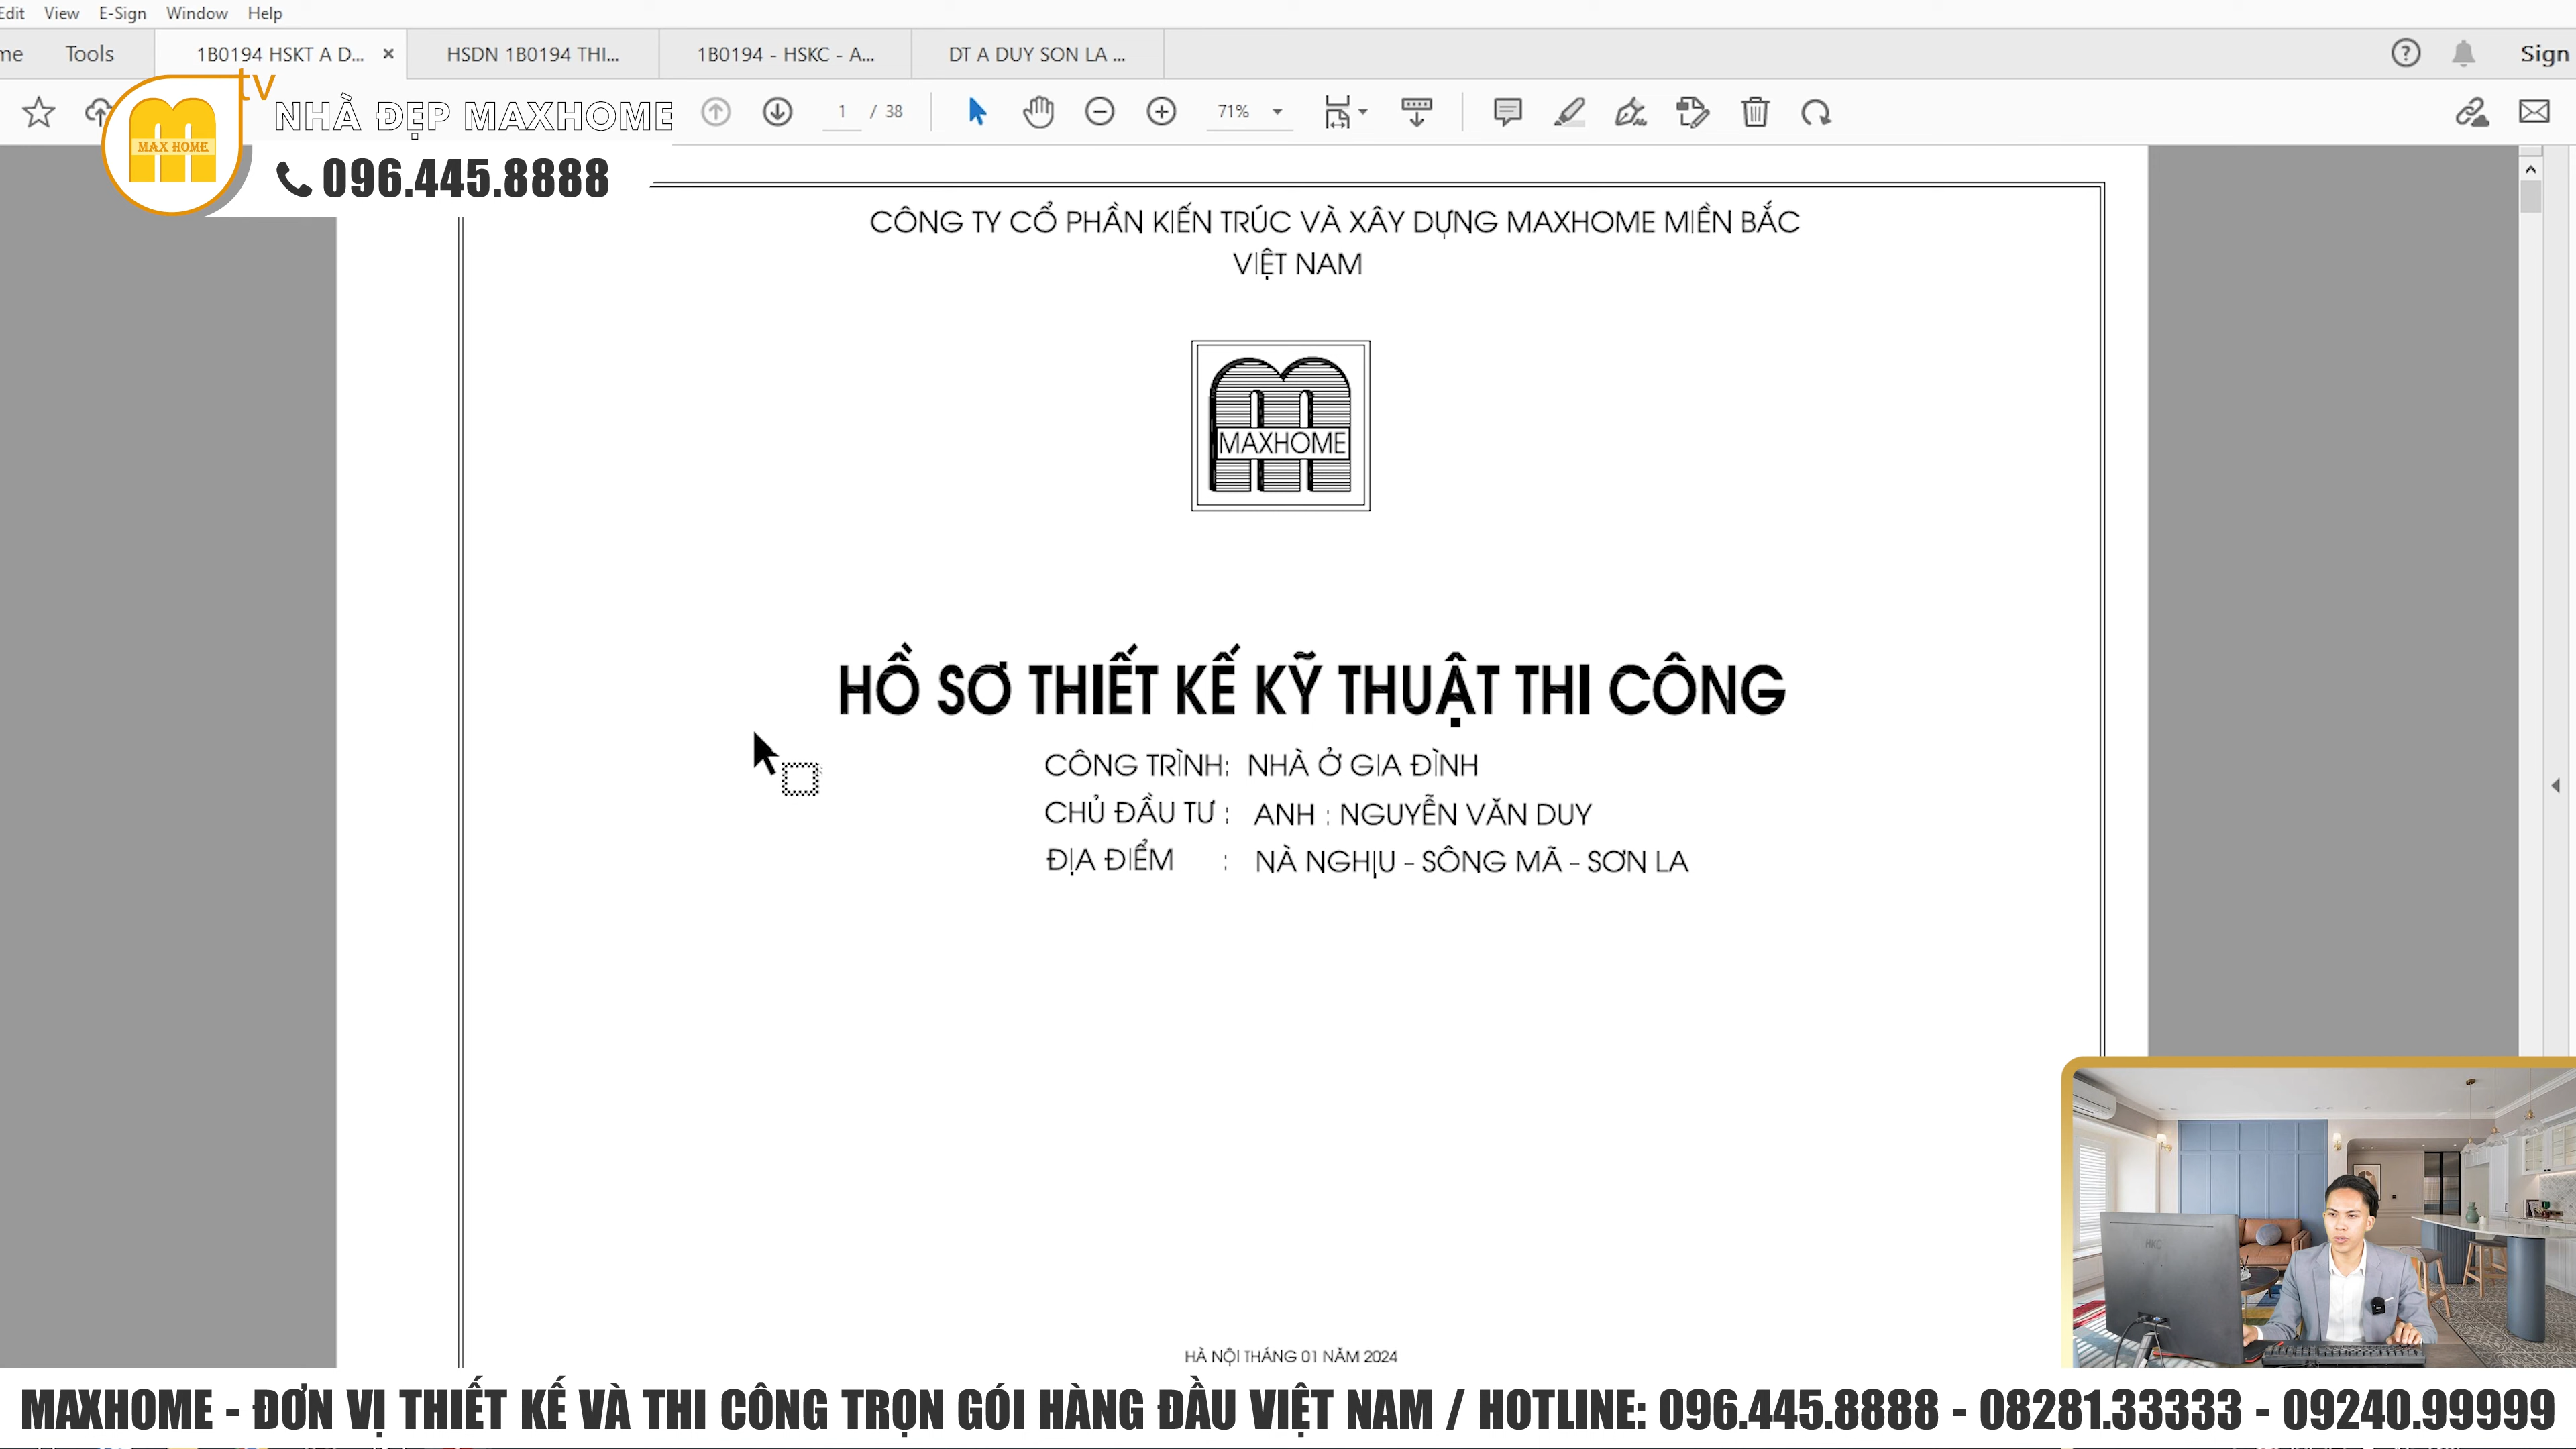 Edit View E-Sign Window Help
me Tools 1B0194 HSKT A D... × HSDN 1B0194 THI... 1B0194 - HSKC - A... DT A DUY SON LA ... Sign
tv
NHÀ ĐẸP MAXHOME
MAX HOME
096.445.8888
1 / 38 71%
CÔNG TY CỔ PHẦN KIẾN TRÚC VÀ XÂY DỰNG MAXHOME MIỀN BẮC
VIỆT NAM
MAXHOME
HỒ SƠ THIẾT KẾ KỸ THUẬT THI CÔNG
CÔNG TRÌNH: NHÀ Ở GIA ĐÌNH
CHỦ ĐẦU TƯ : ANH : NGUYỄN VĂN DUY
ĐỊA ĐIỂM : NÀ NGHỊU - SÔNG MÃ - SƠN LA
HKC
HÀ NỘI THÁNG 01 NĂM 2024
MAXHOME - ĐƠN VỊ THIẾT KẾ VÀ THI CÔNG TRỌN GÓI HÀNG ĐẦU VIỆT NAM / HOTLINE: 096.445.8888 - 08281.33333 - 09240.99999